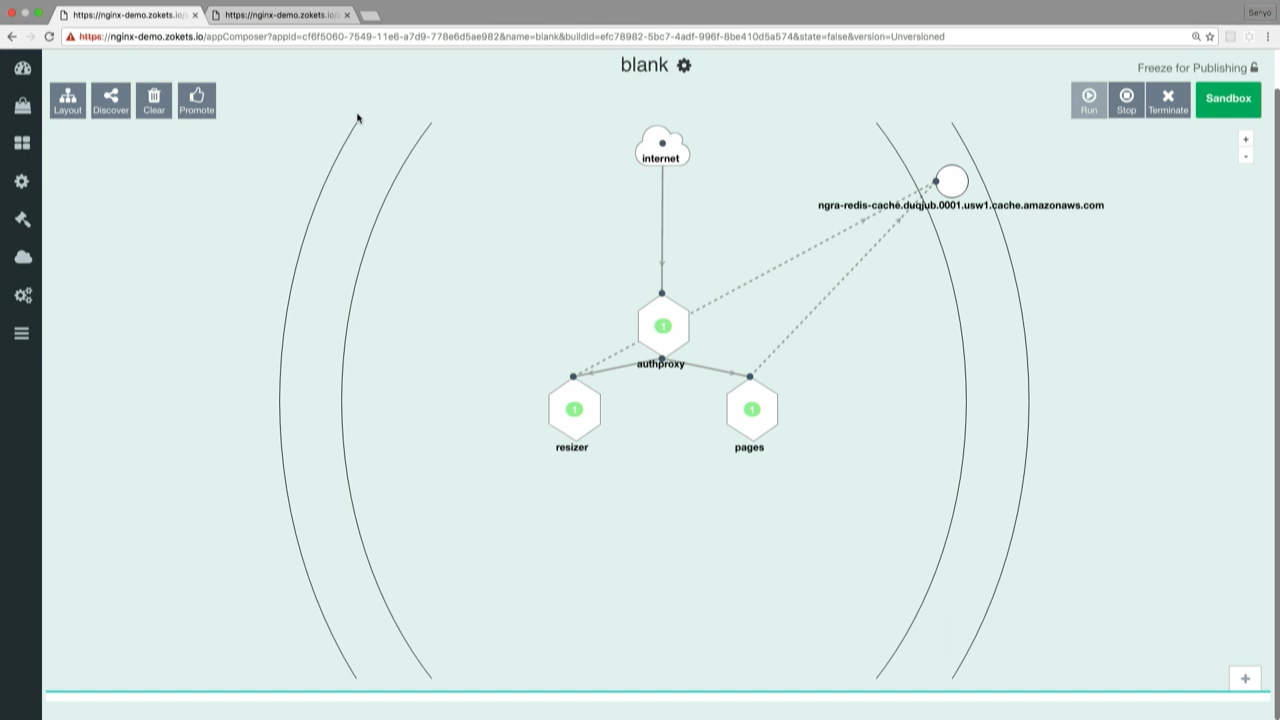 https://nginx-demo.zokets.io/ × https://nginx-demo.zokets.io/ × Senyo
https://nginx-demo.zokets.io/appComposer?appId=cf6f5060-7549-11e6-a7d9-778e6d5ae982&name=blank&buildId=efc78982-5bc7-4adf-996f-8be410d5a574&state=false&version=Unversioned
blank
Freeze for Publishing
Layout Discover Clear Promote
Run Stop Terminate Sandbox
+
-
internet
ngra-redis-cache.duqjub.0001.usw1.cache.amazonaws.com
1
authproxy
1 1
resizer pages
+